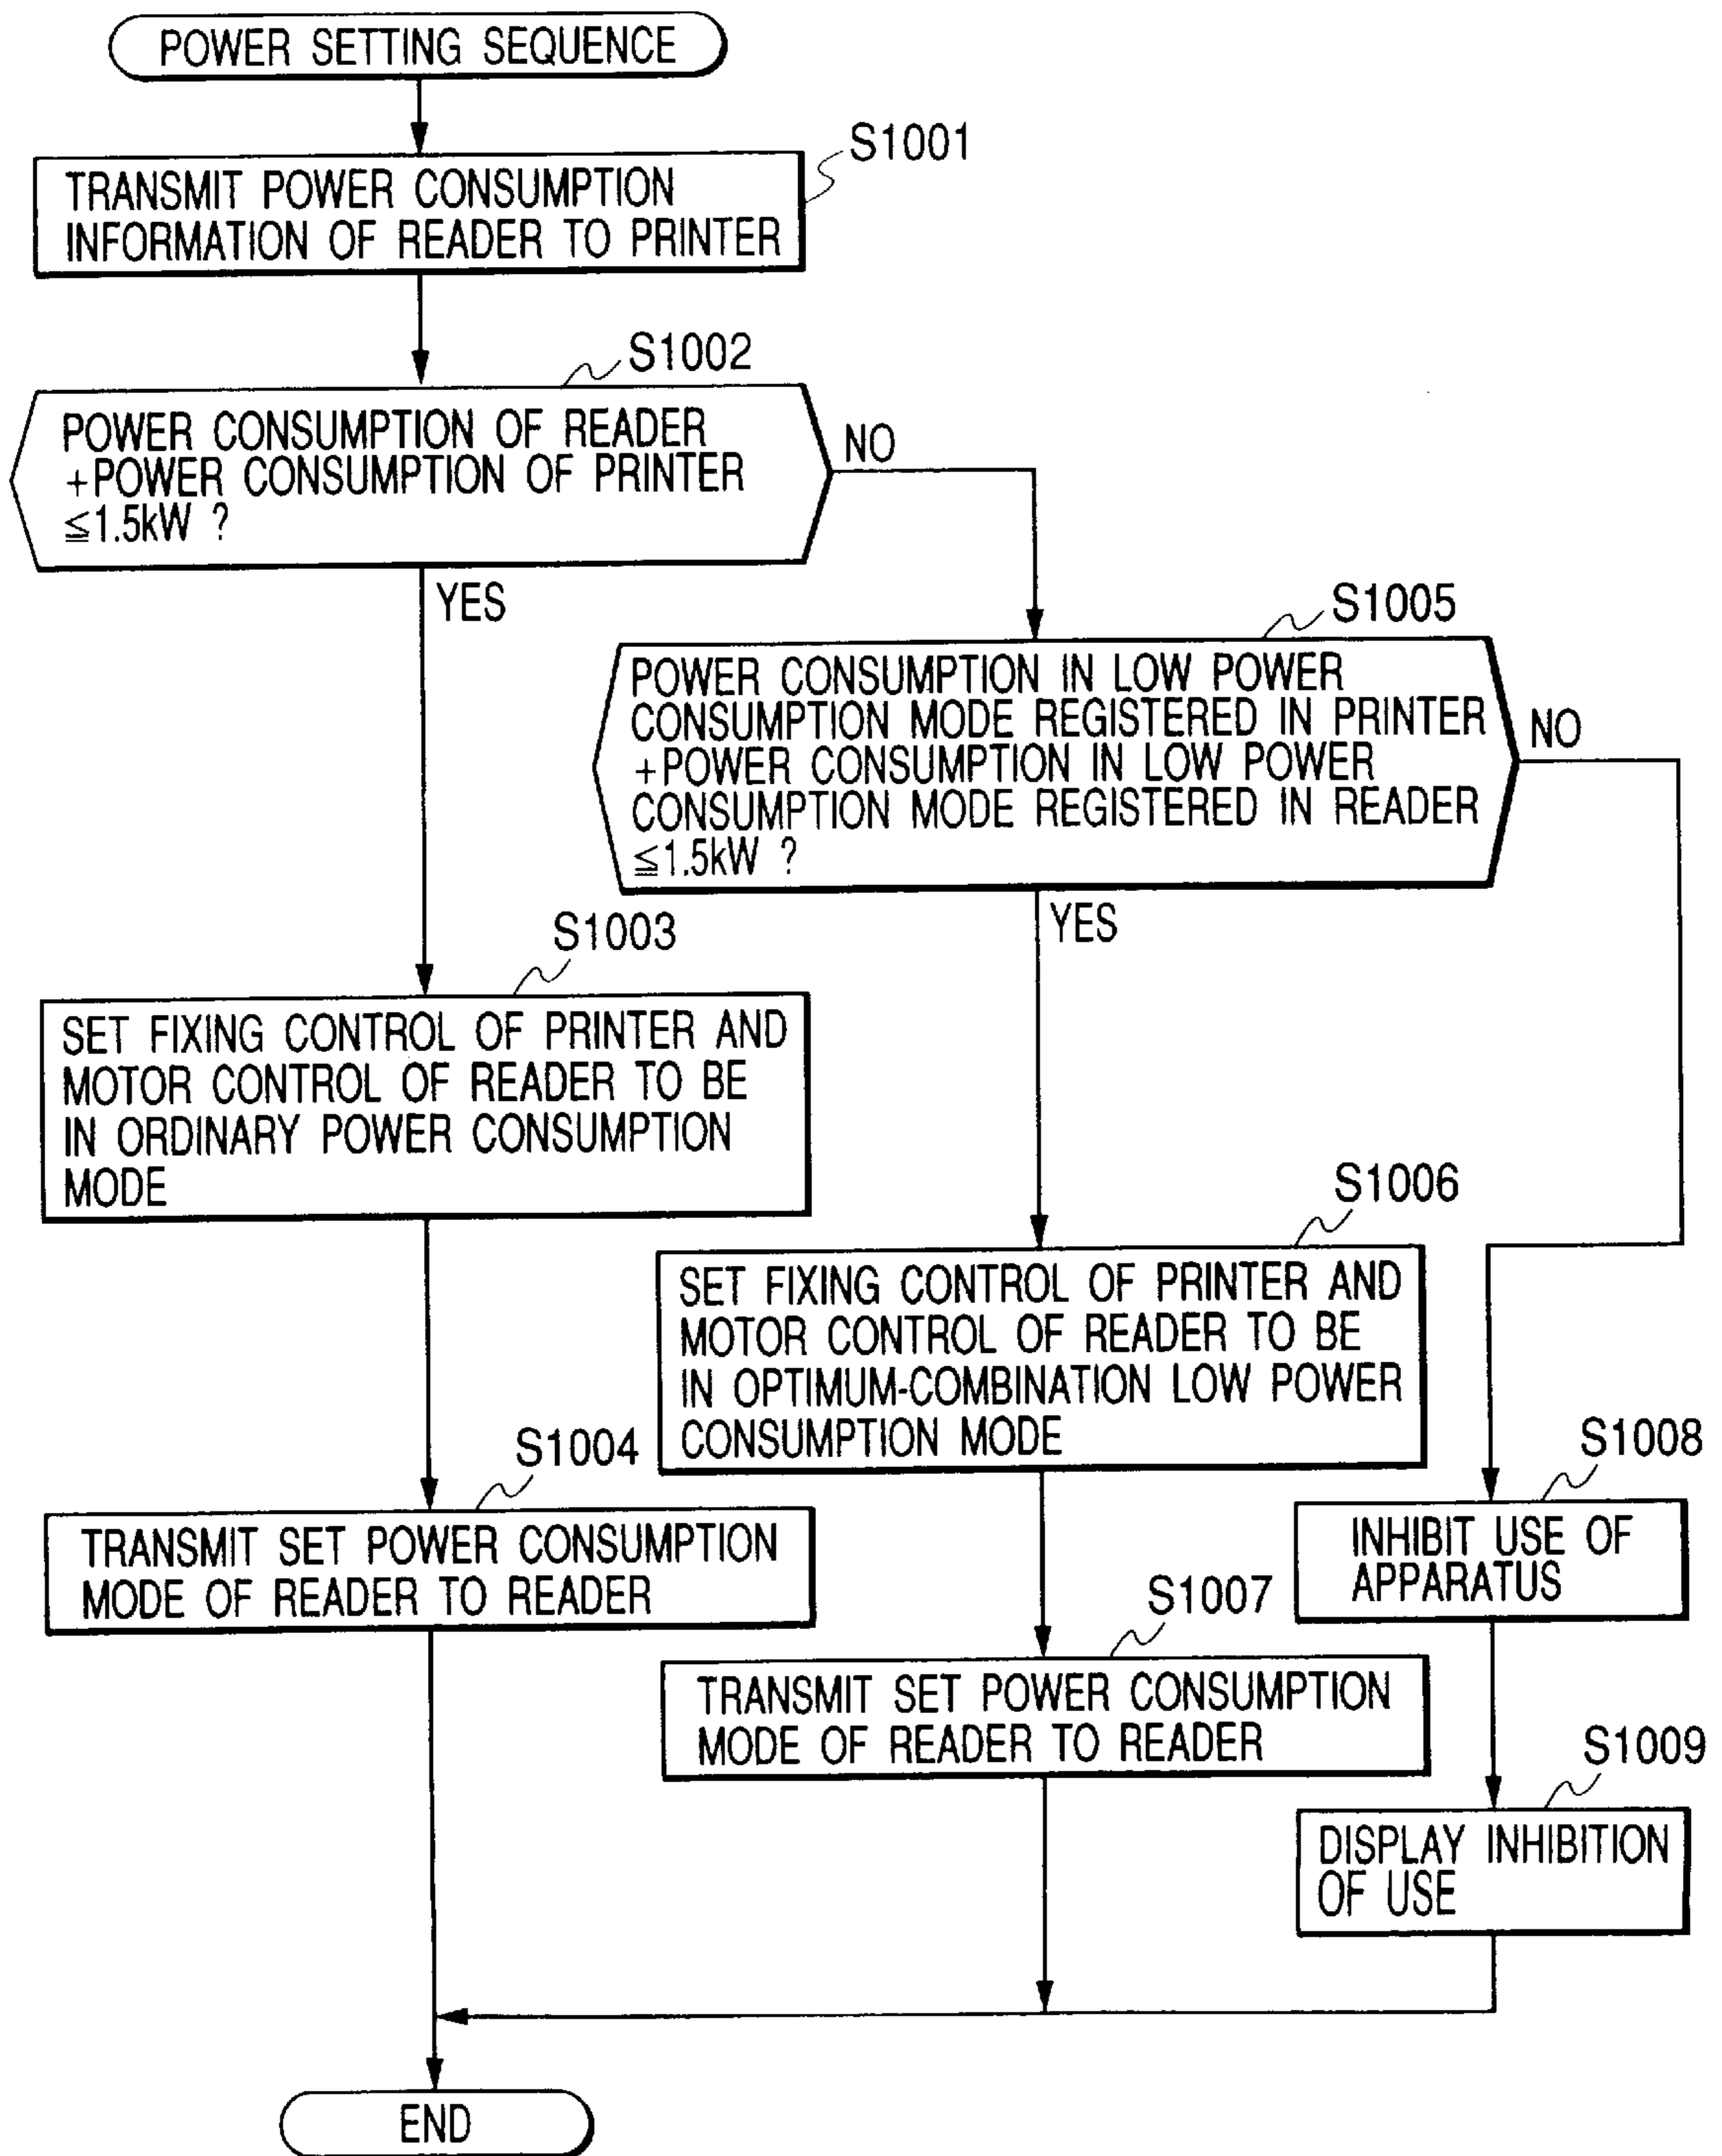 POWER SETTING SEQUENCE
S1001
TRANSMIT POWER CONSUMPTION
INFORMATION OF READER TO PRINTER
S1002
POWER CONSUMPTION OF READER
+POWER CONSUMPTION OF PRINTER
≦1.5kW ?
NO
YES
S1005
POWER CONSUMPTION IN LOW POWER
CONSUMPTION MODE REGISTERED IN PRINTER
+POWER CONSUMPTION IN LOW POWER
CONSUMPTION MODE REGISTERED IN READER
≦1.5kW ?
NO
YES
S1003
SET FIXING CONTROL OF PRINTER AND
MOTOR CONTROL OF READER TO BE
IN ORDINARY POWER CONSUMPTION
MODE
S1006
SET FIXING CONTROL OF PRINTER AND
MOTOR CONTROL OF READER TO BE
IN OPTIMUM-COMBINATION LOW POWER
CONSUMPTION MODE
S1004
TRANSMIT SET POWER CONSUMPTION
MODE OF READER TO READER
S1008
INHIBIT USE OF
APPARATUS
S1007
TRANSMIT SET POWER CONSUMPTION
MODE OF READER TO READER
S1009
DISPLAY INHIBITION
OF USE
END